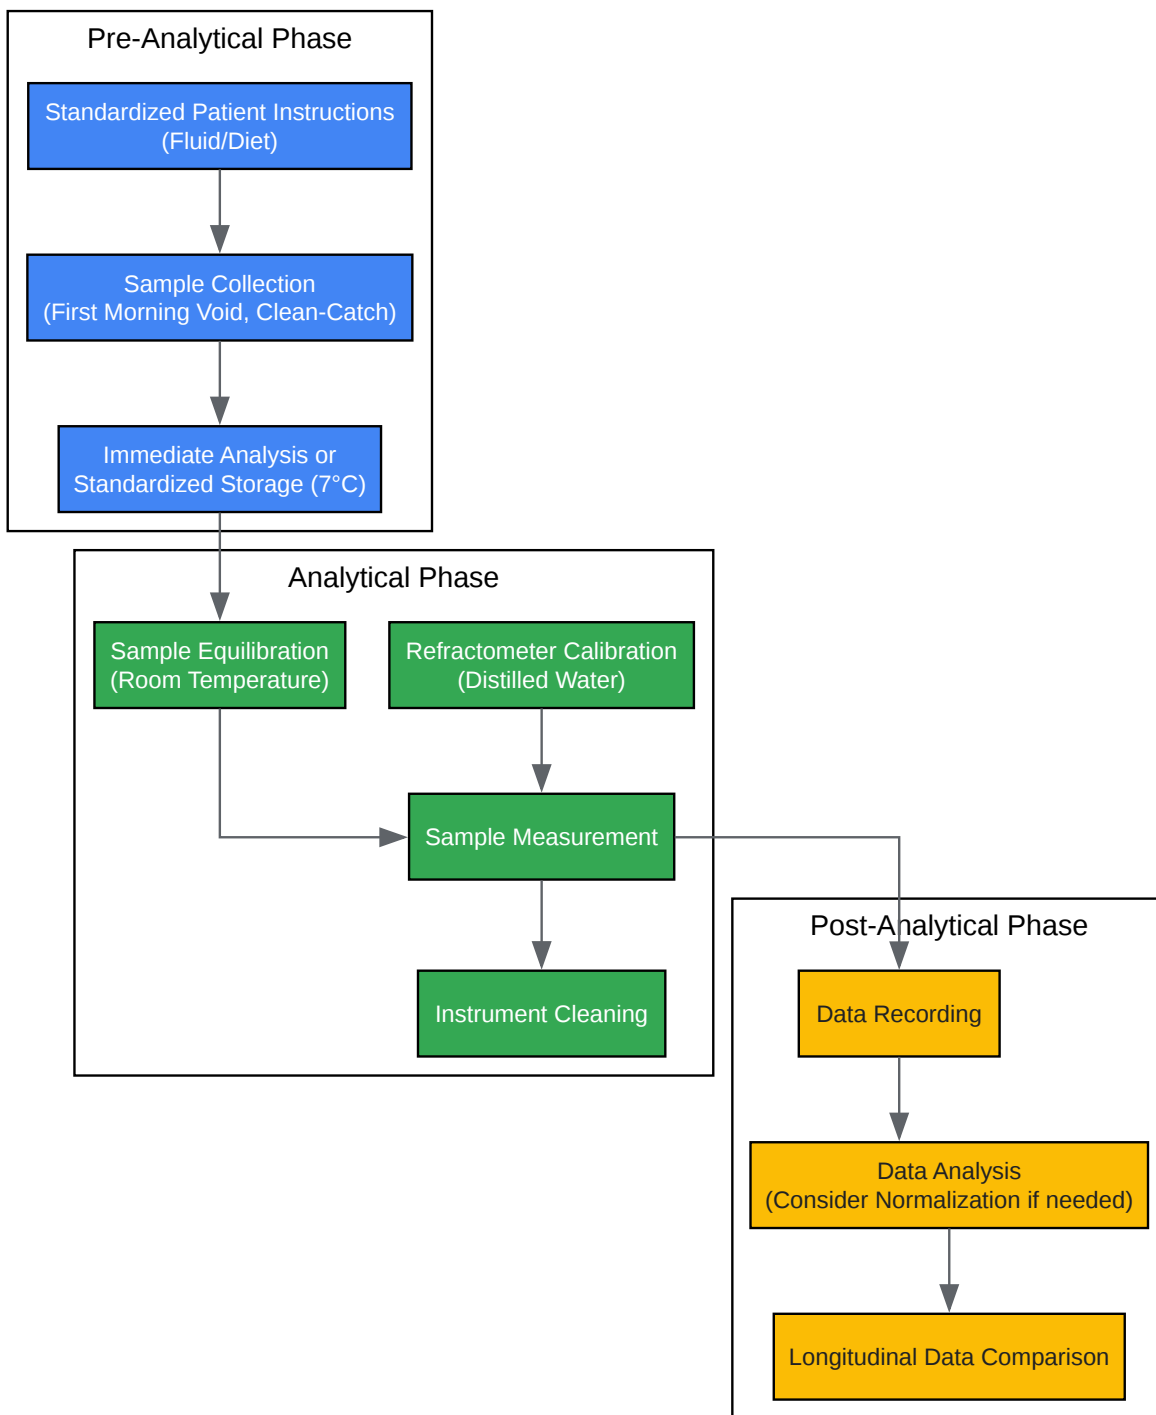 Pre-Analytical Phase
Standardized Patient Instructions
(Fluid/Diet)
Sample Collection
(First Morning Void, Clean-Catch)
Immediate Analysis or
Standardized Storage (7°C)
Analytical Phase
Sample Equilibration
(Room Temperature)
Refractometer Calibration
(Distilled Water)
Sample Measurement
Instrument Cleaning
Post-Analytical Phase
Data Recording
Data Analysis
(Consider Normalization if needed)
Longitudinal Data Comparison